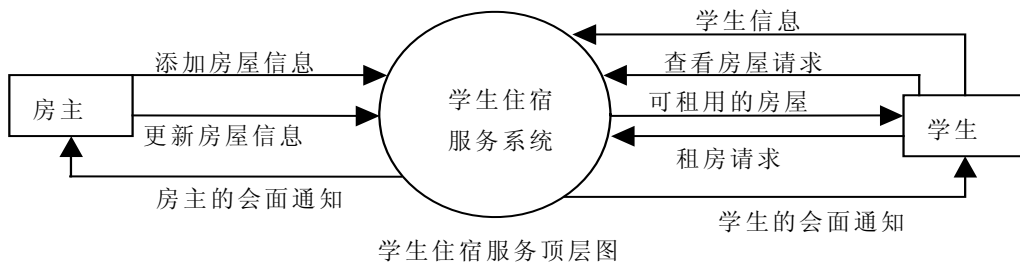 学生信息
添加房屋信息
查看房屋请求
房主
学生住宿
服务系统
可租用的房屋
学生
更新房屋信息
租房请求
房主的会面通知
学生的会面通知
学生住宿服务顶层图